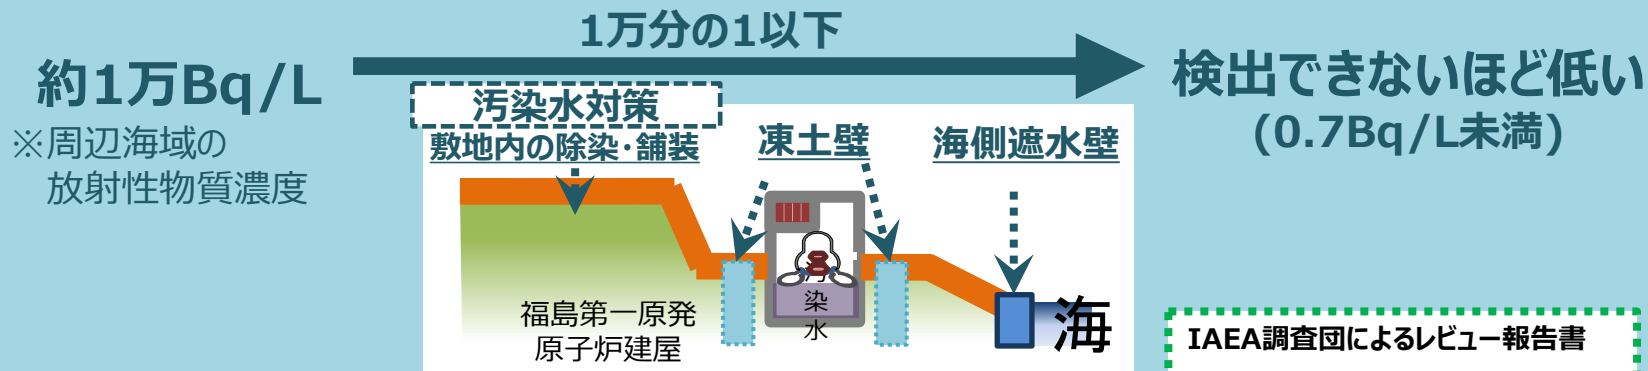 1万分の1以下
約1万Bq/L
※周辺海域の
放射性物質濃度
検出できないほど低い
(0.7Bq/L未満)
汚染水対策
敷地内の除染・舗装
凍土壁
海側遮水壁
汚
染
水
福島第一原発
原子炉建屋
海
IAEA調査団によるレビュー報告書